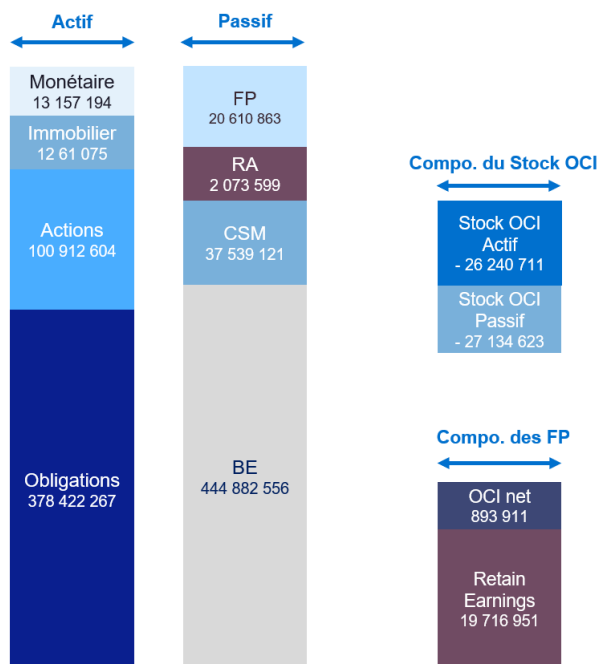 Actif
Monétaire
13 157 194
Immobilier
12 61 075
Actions
100 912 604
Obligations
378 422 267
Passif
FP
20 610 863
RA
2 073 599
CSM
37 539 121
BE
444 882 556
Compo. du Stock OCI
Stock OCI
Actif
- 26 240 711
Stock OCI
Passif
- 27 134 623
Compo. des FP
OCI net
893 911
Retain
Earnings
19 716 951